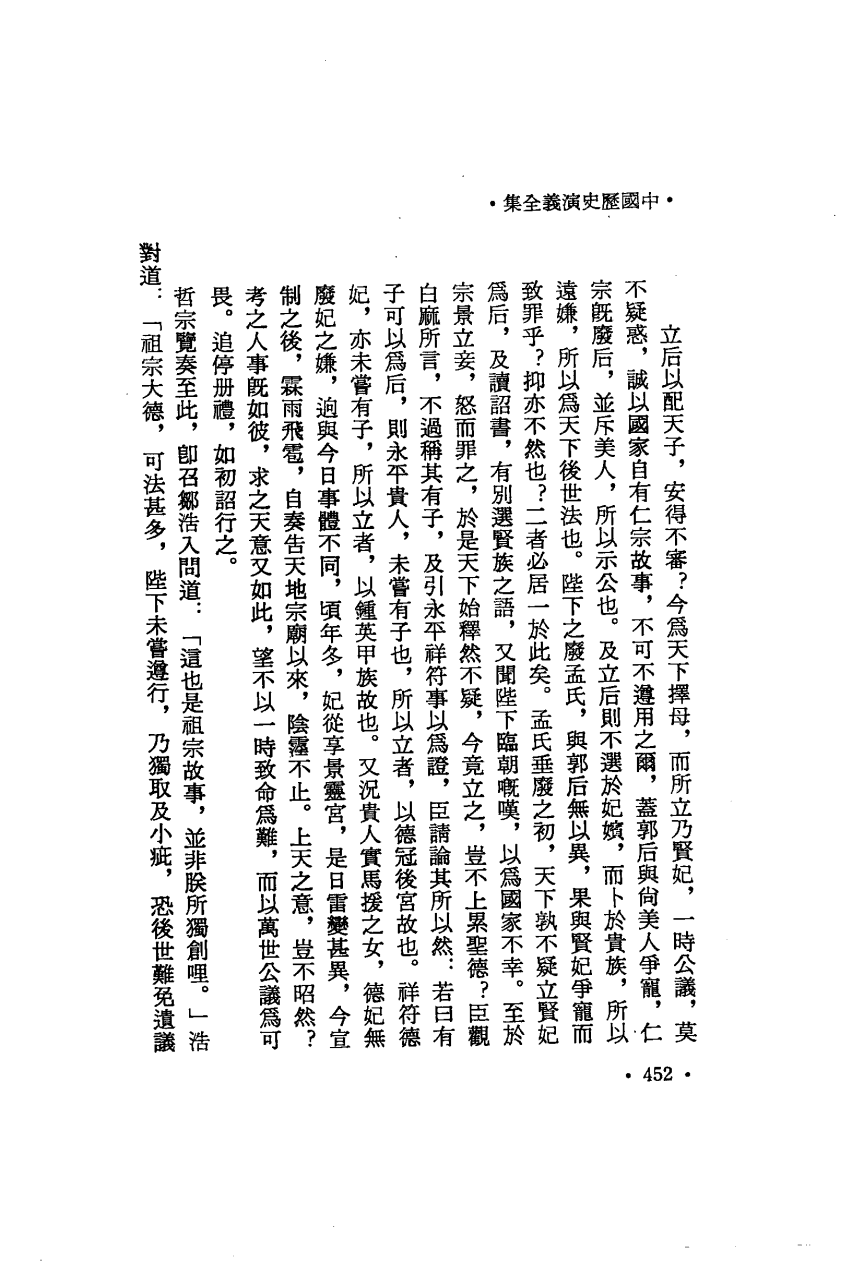 •中國歷史演義全集•
立后以配天子，安得不審？今爲天下擇母，而所立乃賢妃，一時公議，莫
不疑惑，誠以國家自有仁宗故事，不可不遵用之爾，蓋郭后與尙美人爭寵，仁
宗旣廢后，並斥美人，所以示公也。及立后則不選於妃嬪，而卜於貴族，所以
遠嫌，所以爲天下後世法也。陛下之廢孟氏，與郭后無以異，果與賢妃爭寵而
致罪乎？抑亦不然也？二者必居一於此矣。孟氏垂廢之初，天下孰不疑立賢妃
爲后，及讀詔書，有別選賢族之語，又聞陛下臨朝嘅嘆，以爲國家不幸。至於
宗景立妾，怒而罪之，於是天下始釋然不疑，今竟立之，豈不上累聖德？臣觀
白麻所言，不過稱其有子，及引永平祥符事以爲證，臣請論其所以然：若曰有
子可以爲后，則永平貴人，未嘗有子也，所以立者，以德冠後宮故也。祥符德
妃，亦未嘗有子，所以立者，以鍾英甲族故也。又況貴人實馬援之女，德妃無
廢妃之嫌，逈與今日事體不同，頃年冬，妃從享景靈宮，是日雷變甚異，今宣
制之後，霖雨飛雹，自奏告天地宗廟以來，陰霪不止。上天之意，豈不昭然？
考之人事旣如彼，求之天意又如此，望不以一時致命爲難，而以萬世公議爲可
畏。追停册禮，如初詔行之。
哲宗覽奏至此，卽召鄒浩入問道：「這也是祖宗故事，並非朕所獨創哩。」浩
對道：「祖宗大德，可法甚多，陛下未嘗遵行，乃獨取及小疵，恐後世難免遺議
•452•